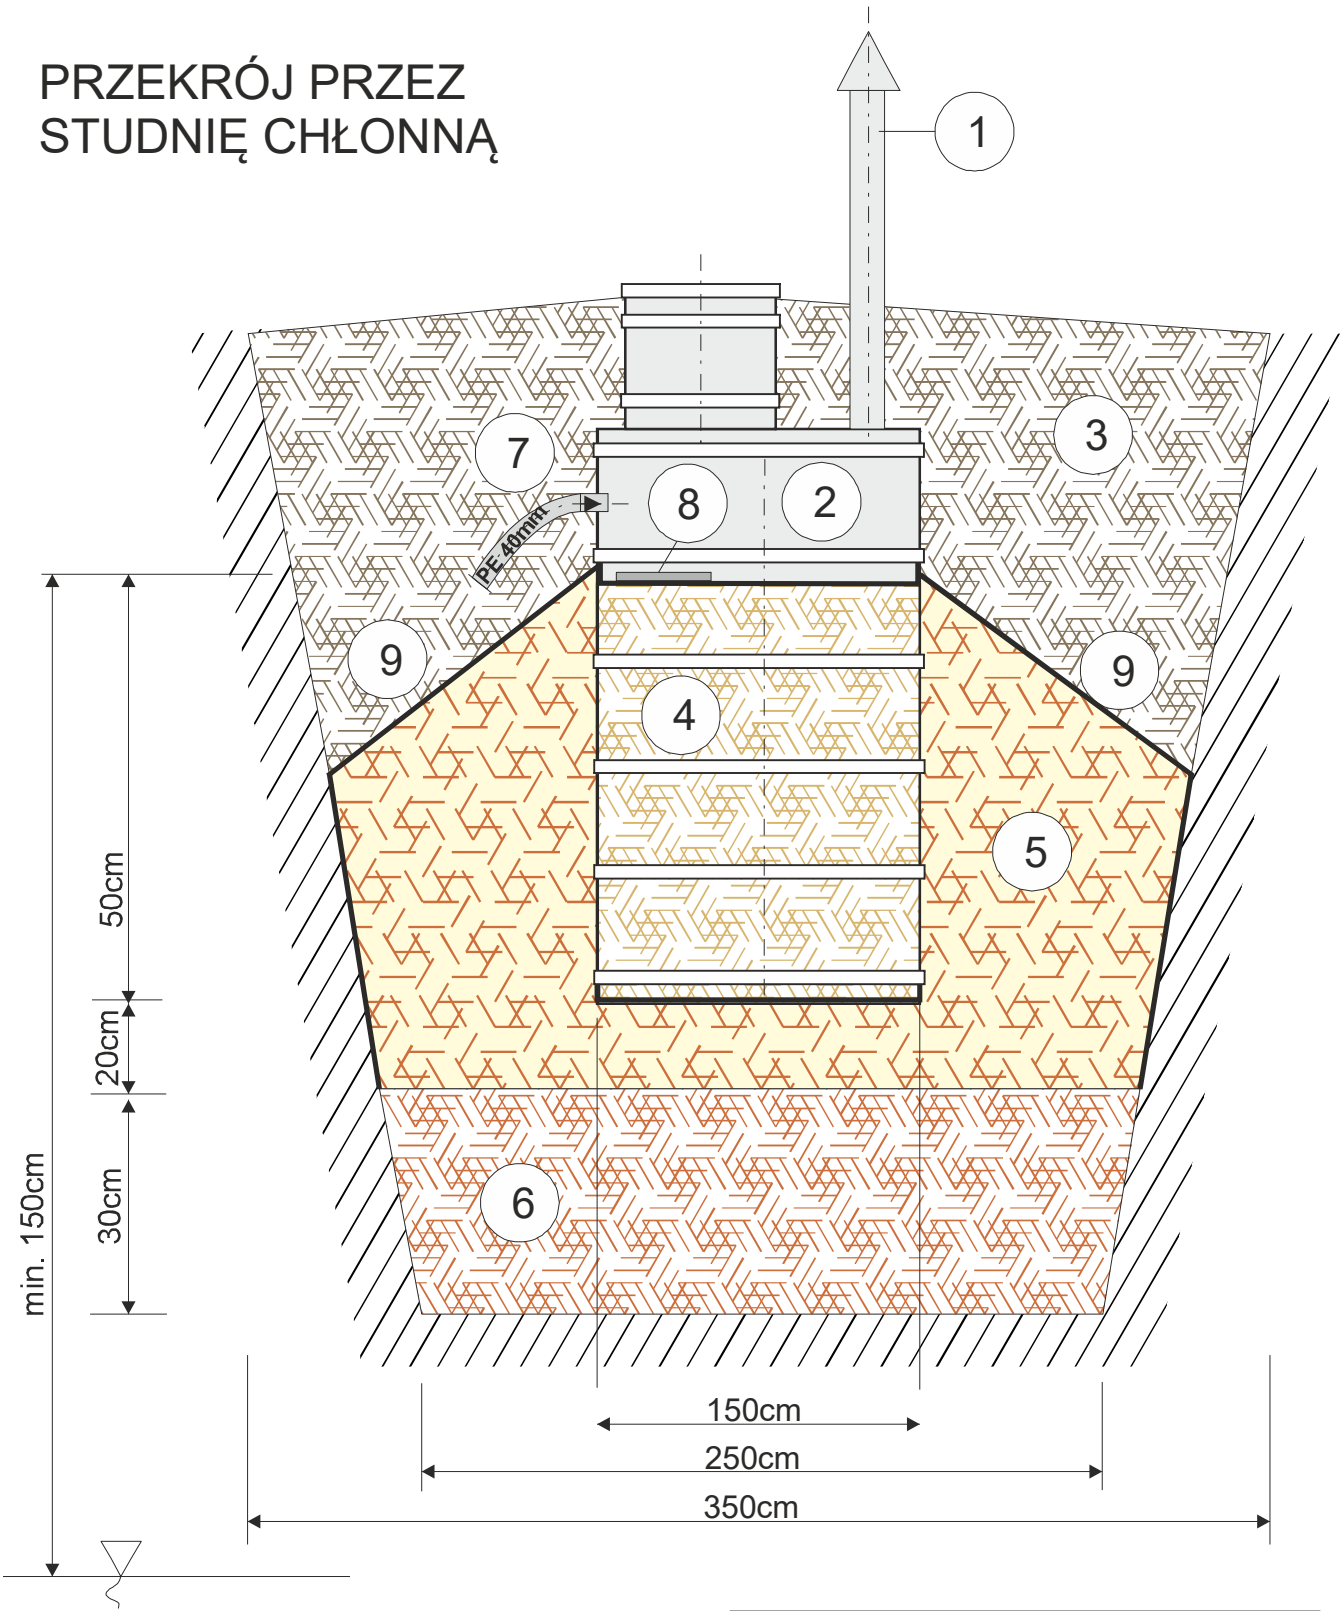 PRZEKRÓJ PRZEZ
STUDNIĘ CHŁONNĄ
1
3
7
8
2
PE 40mm
9
9
4
5
50cm
20cm
6
30cm
min. 150cm
150cm
250cm
350cm